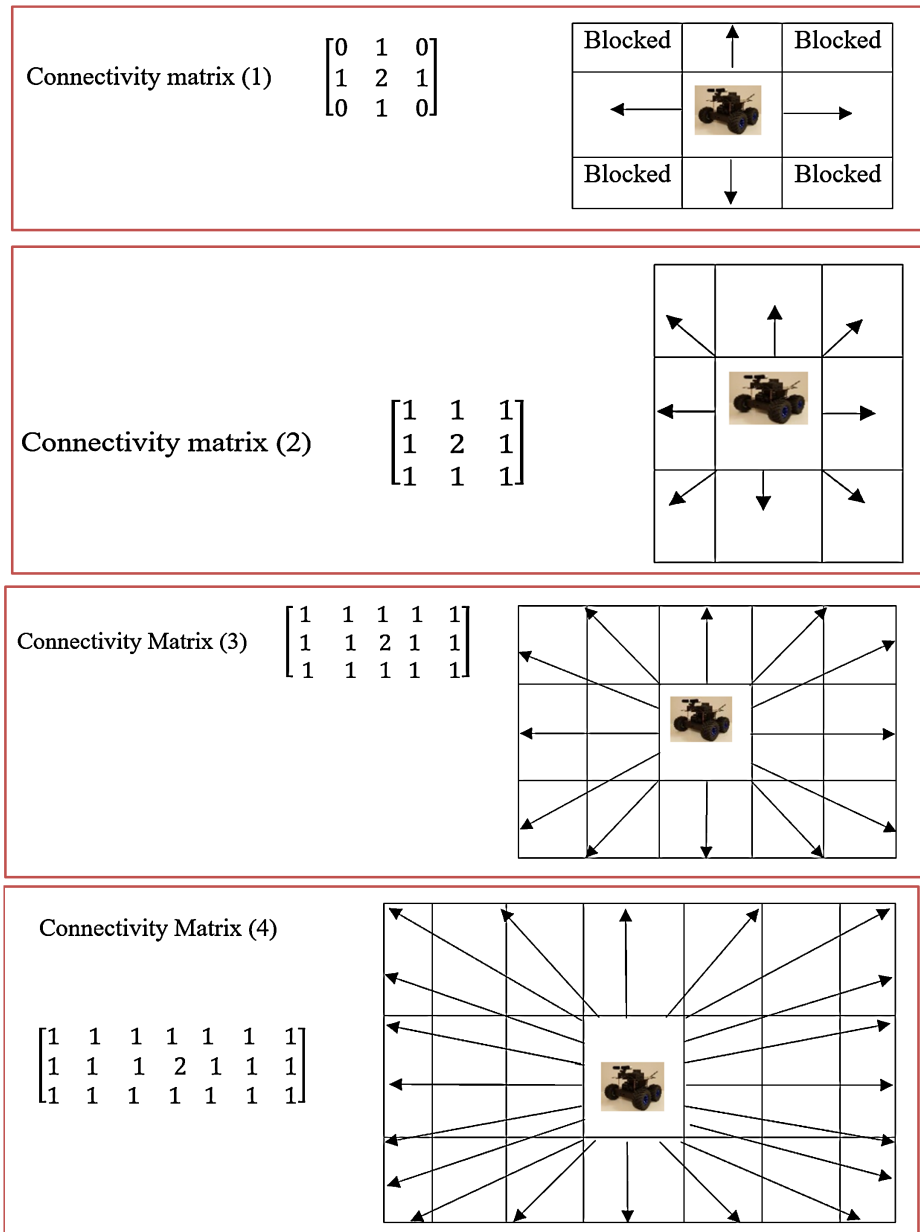 Connectivity matrix (1)
0 1 0
1 2 1
0 1 0
Blocked Blocked
Blocked Blocked
Connectivity matrix (2)
1 1 1
1 2 1
1 1 1
Connectivity Matrix (3)
1 1 1 1 1
1 1 2 1 1
1 1 1 1 1
Connectivity Matrix (4)
1 1 1 1 1 1 1
1 1 1 2 1 1 1
1 1 1 1 1 1 1